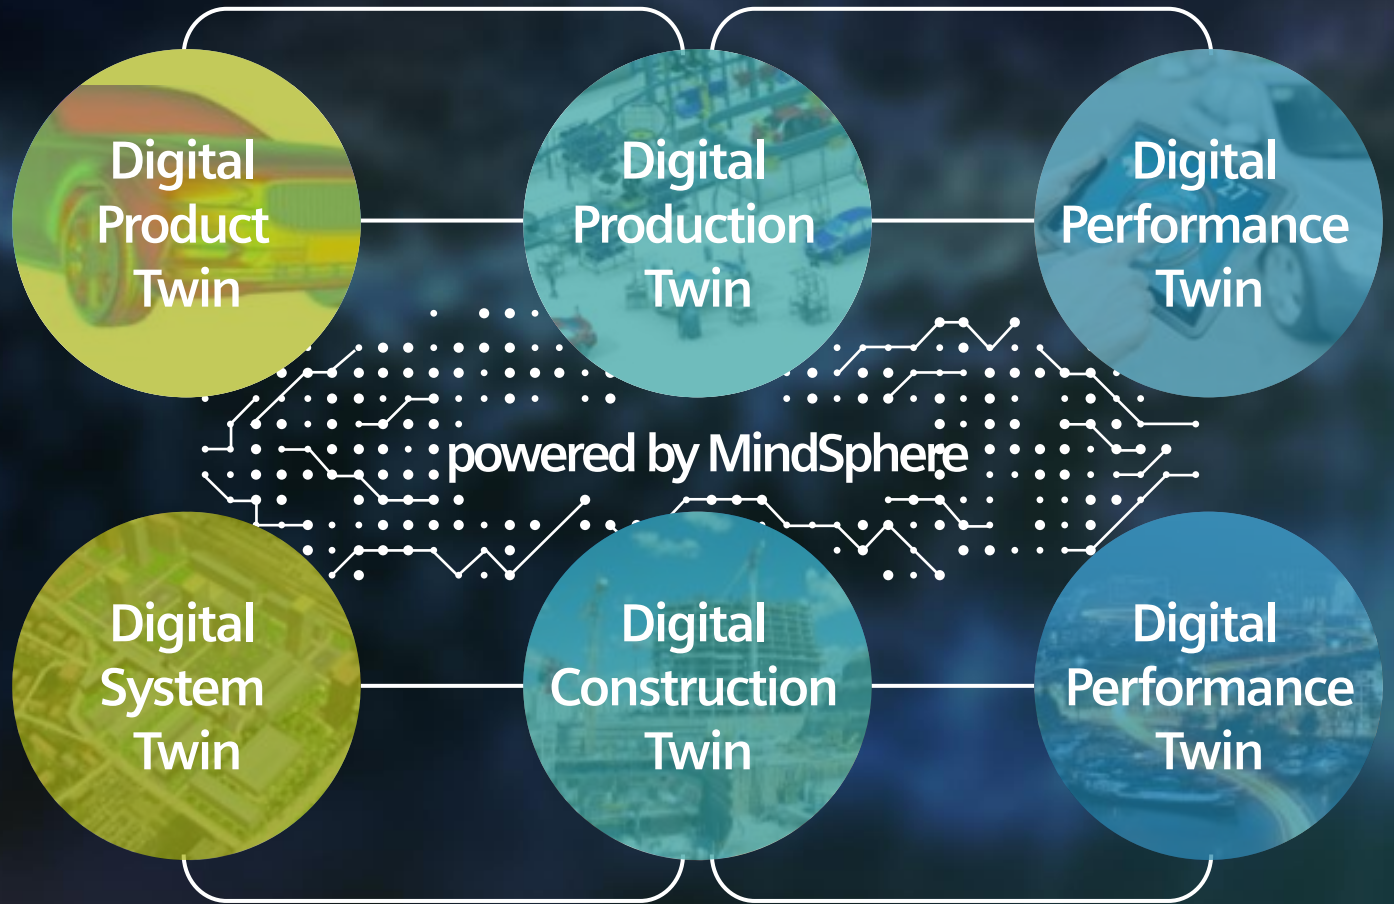 Digital
Product
Twin
Digital
Production
Twin
Digital
Performance
Twin
27
powered by MindSphere
Digital
System
Twin
Digital
Construction
Twin
Digital
Performance
Twin